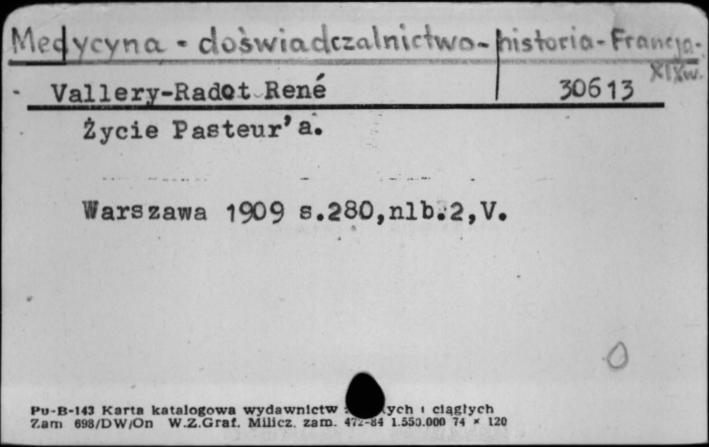 Medycyna - doświadczalnictwo - historia - Francja -
XIXw.
- Vallery-Radot René 30613
Życie Pasteur'a.
Warszawa 1909 s.280,nlb.2,V.
Pu-B-143 Karta katalogowa wydawnictw i ciągłych
Zam 698/DW/On W.Z.Graf. Milicz. zam. 472-84 1.550.000 74 × 120